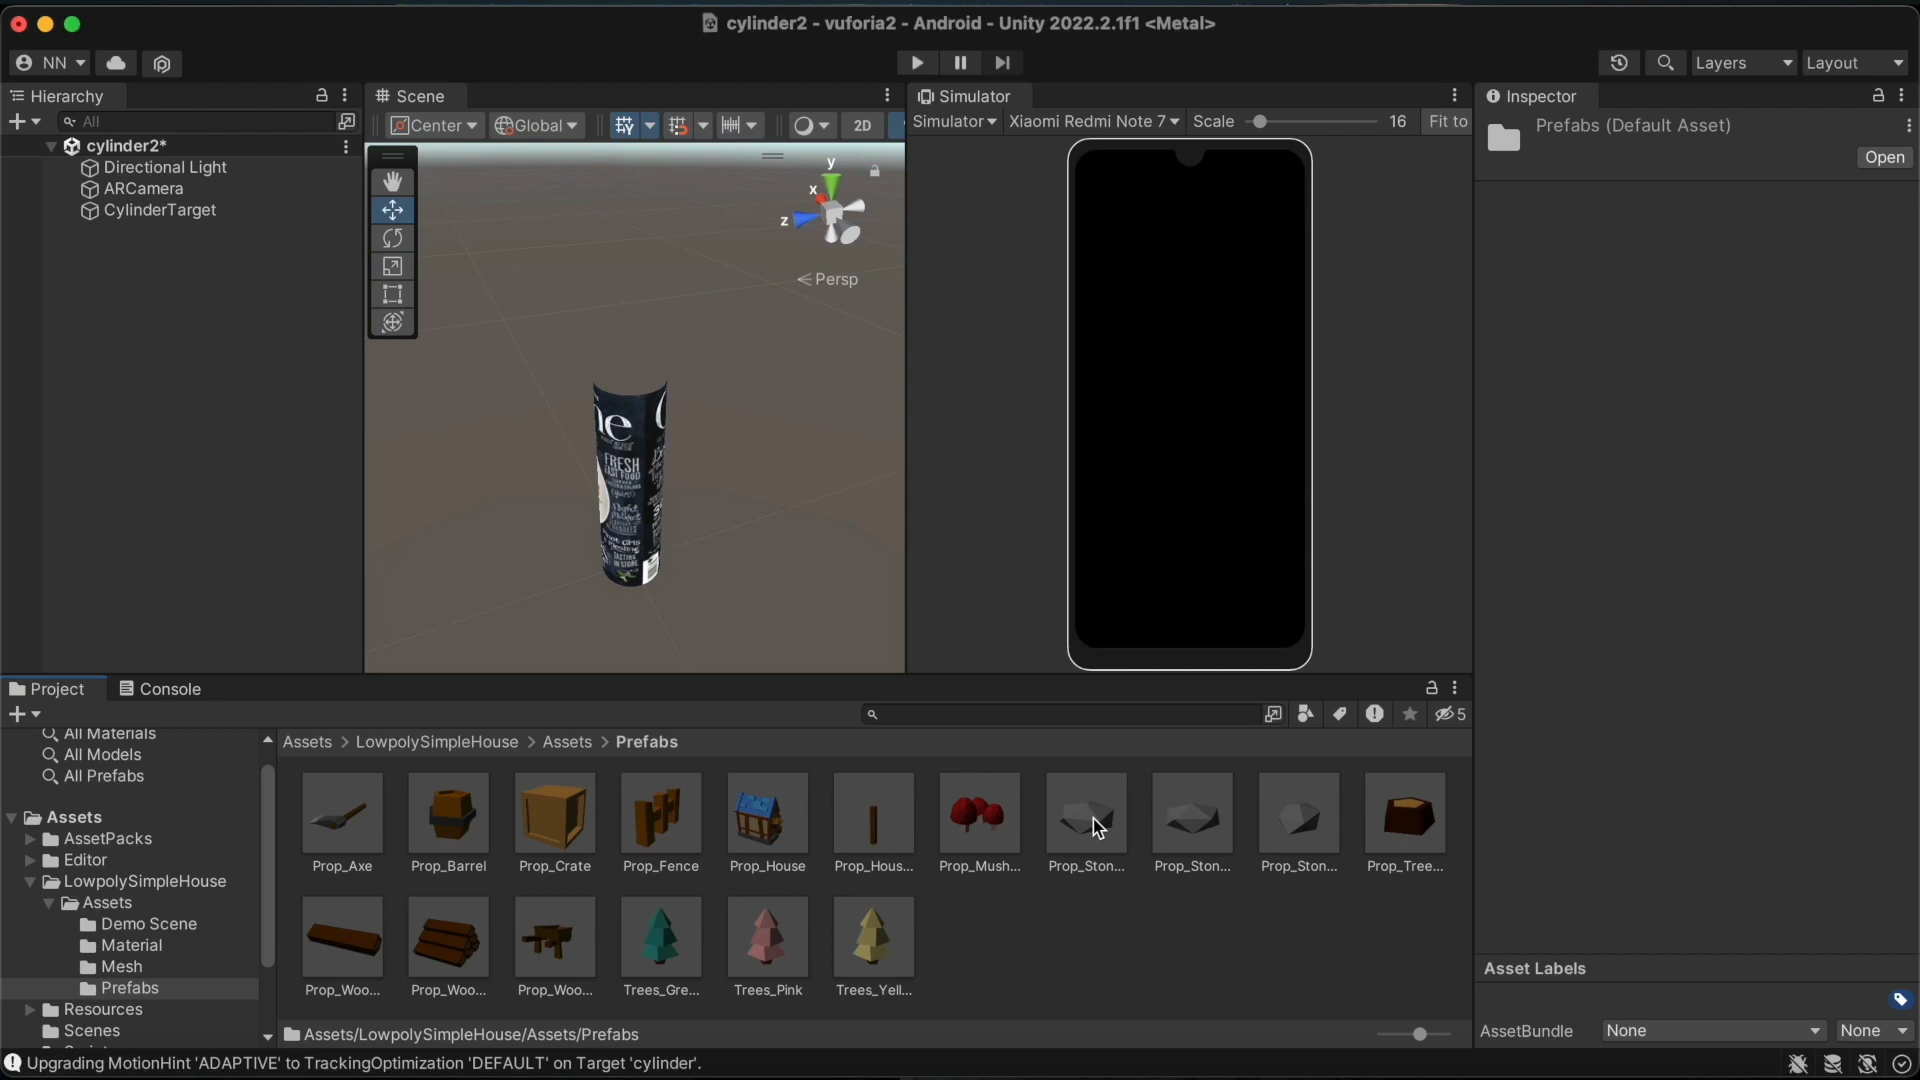 cylinder2 - vuforia2 - Android - Unity 2022.2.1f1 <Metal>
NN
Layers
Layout
Hierarchy
All
cylinder2*
Directional Light
ARCamera
CylinderTarget
Scene
Center
Global
2D
y
x
z
Persp
FRESH
FAST FOOD
Simulator
Simulator
Xiaomi Redmi Note 7
Scale
16
Fit to
Inspector
Prefabs (Default Asset)
Open
Project
Console
5
All Materials
All Models
All Prefabs
Assets
AssetPacks
Editor
LowpolySimpleHouse
Assets
Demo Scene
Material
Mesh
Prefabs
Resources
Scenes
Assets > LowpolySimpleHouse > Assets > Prefabs
Prop_Axe
Prop_Barrel
Prop_Crate
Prop_Fence
Prop_House
Prop_Hous...
Prop_Mush...
Prop_Ston...
Prop_Ston...
Prop_Ston...
Prop_Tree...
Prop_Woo...
Prop_Woo...
Prop_Woo...
Trees_Gre...
Trees_Pink
Trees_Yell...
Assets/LowpolySimpleHouse/Assets/Prefabs
Asset Labels
AssetBundle
None
None
Upgrading MotionHint 'ADAPTIVE' to TrackingOptimization 'DEFAULT' on Target 'cylinder'.